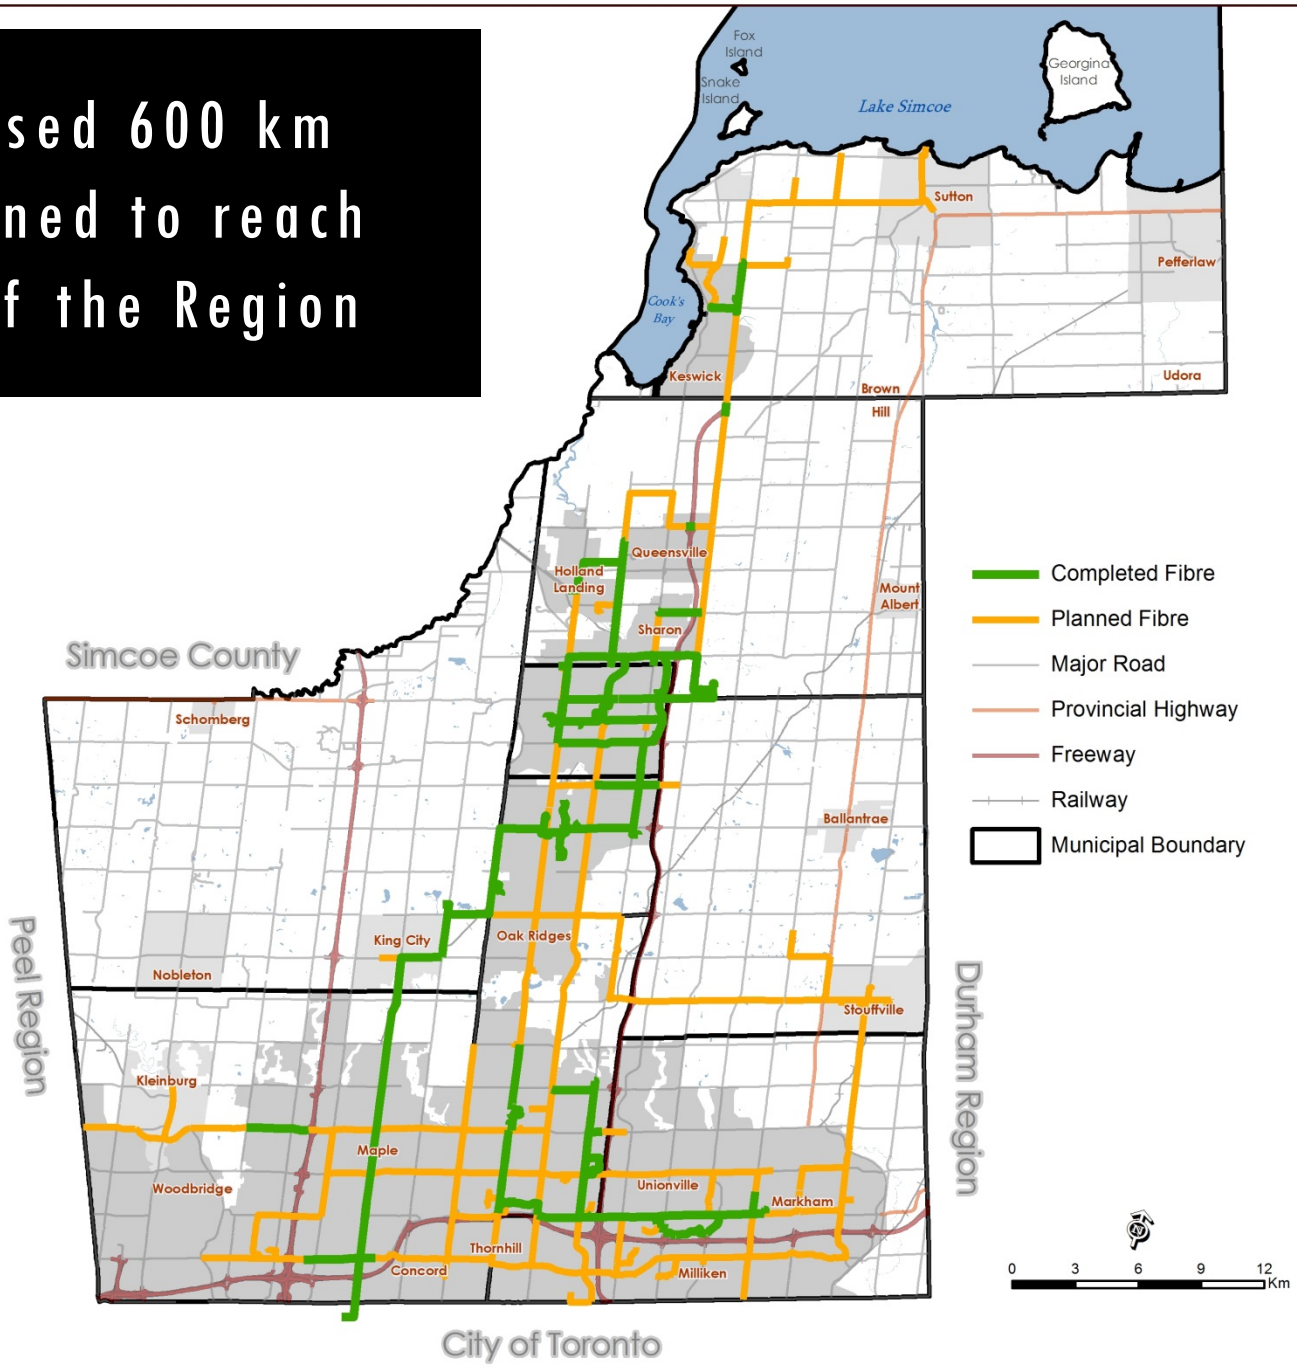 sed 600 km
ned to reach
f the Region
Fox
Island
Snake
Island
Georgina
Island
Lake Simcoe
Sutton
Pefferlaw
Cook's
Bay
Keswick
Udora
Brown
Hill
Queensville
Holland
Landing
Mount
Albert
Sharon
Completed Fibre
Planned Fibre
Major Road
Provincial Highway
Freeway
Railway
Municipal Boundary
Simcoe County
Schomberg
Ballantrae
King City
Oak Ridges
Nobleton
Stouffville
Peel Region
Durham Region
Kleinburg
Maple
Woodbridge
Unionville
Markham
Thornhill
Concord
Milliken
N
0 3 6 9 12
Km
City of Toronto